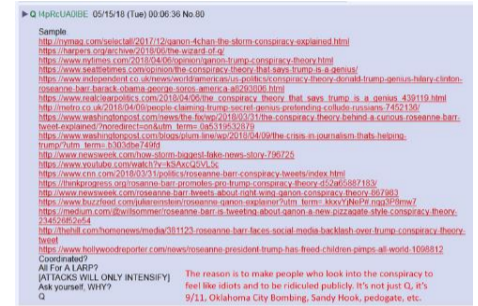 Q !4pRcUA0lBE 05/15/18 (Tue) 00:06:36 No.80
Sample
http://nymag.com/selectall/2017/12/qanon-4chan-the-storm-conspiracy-explained.html
https://harpers.org/archive/2018/06/the-wizard-of-q/
https://www.nytimes.com/2018/04/06/opinion/qanon-trump-conspiracy-theory.html
https://www.seattletimes.com/opinion/the-conspiracy-theory-that-says-trump-is-a-genius/
https://www.independent.co.uk/news/world/americas/us-politics/conspiracy-theory-donald-trump-genius-hilary-clinton-
roseanne-barr-barack-obama-george-soros-america-a8293806.html
https://www.realclearpolitics.com/2018/04/06/the_conspiracy_theory_that_says_trump_is_a_genius_439119.html
http://metro.co.uk/2018/04/09/people-claiming-trump-secret-genius-pretending-collude-russians-7452136/
https://www.washingtonpost.com/news/the-fix/wp/2018/03/31/the-conspiracy-theory-behind-a-curious-roseanne-barr-
tweet-explained/?noredirect=on&utm_term=.0a5319532879
https://www.washingtonpost.com/blogs/plum-line/wp/2018/04/09/the-crisis-in-journalism-thats-helping-
trump/?utm_term=.b303dbe749fd
http://www.newsweek.com/how-storm-biggest-fake-news-story-796725
https://www.youtube.com/watch?v=kSAxcQ5VL5c
https://www.cnn.com/2018/03/31/politics/roseanne-barr-conspiracy-tweets/index.html
https://thinkprogress.org/roseanne-barr-promotes-pro-trump-conspiracy-theory-d52a65887183/
http://www.newsweek.com/roseanne-barr-tweets-about-right-wing-qanon-conspiracy-theory-867963
https://www.buzzfeed.com/juliareinstein/roseanne-qanon-explainer?utm_term=
https://medium.com/@willsommer/roseanne-barr-is-tweeting-about-qanon-a-new-pizzagate-style-conspiracy-theory-
234526f52e54
http://thehill.com/homenews/media/381123-roseanne-barr-faces-social-media-backlash-over-trump-conspiracy-theory-
tweet
https://www.hollywoodreporter.com/news/roseanne-president-trump-has-freed-children-pimps-all-world-1098812
Coordinated?
All For A LARP?
[ATTACKS WILL ONLY INTENSIFY]
Ask yourself, WHY?
Q
The reason is to make people who look into the conspiracy to
feel like idiots and to be ridiculed publicly. It's not just Q, it's
9/11, Oklahoma City Bombing, Sandy Hook, pedogate, etc.